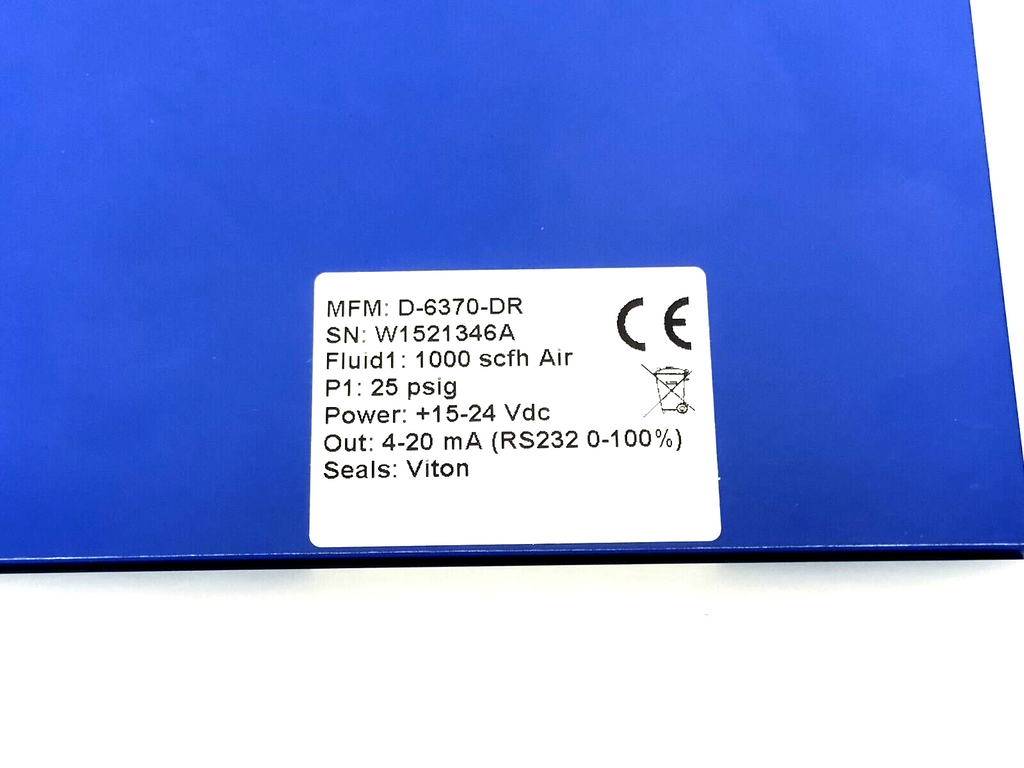 MFM: D-6370-DR
SN: W1521346A
Fluid1: 1000 scfh Air
P1: 25 psig
Power: +15-24 Vdc
Out: 4-20 mA (RS232 0-100%)
Seals: Viton
CE